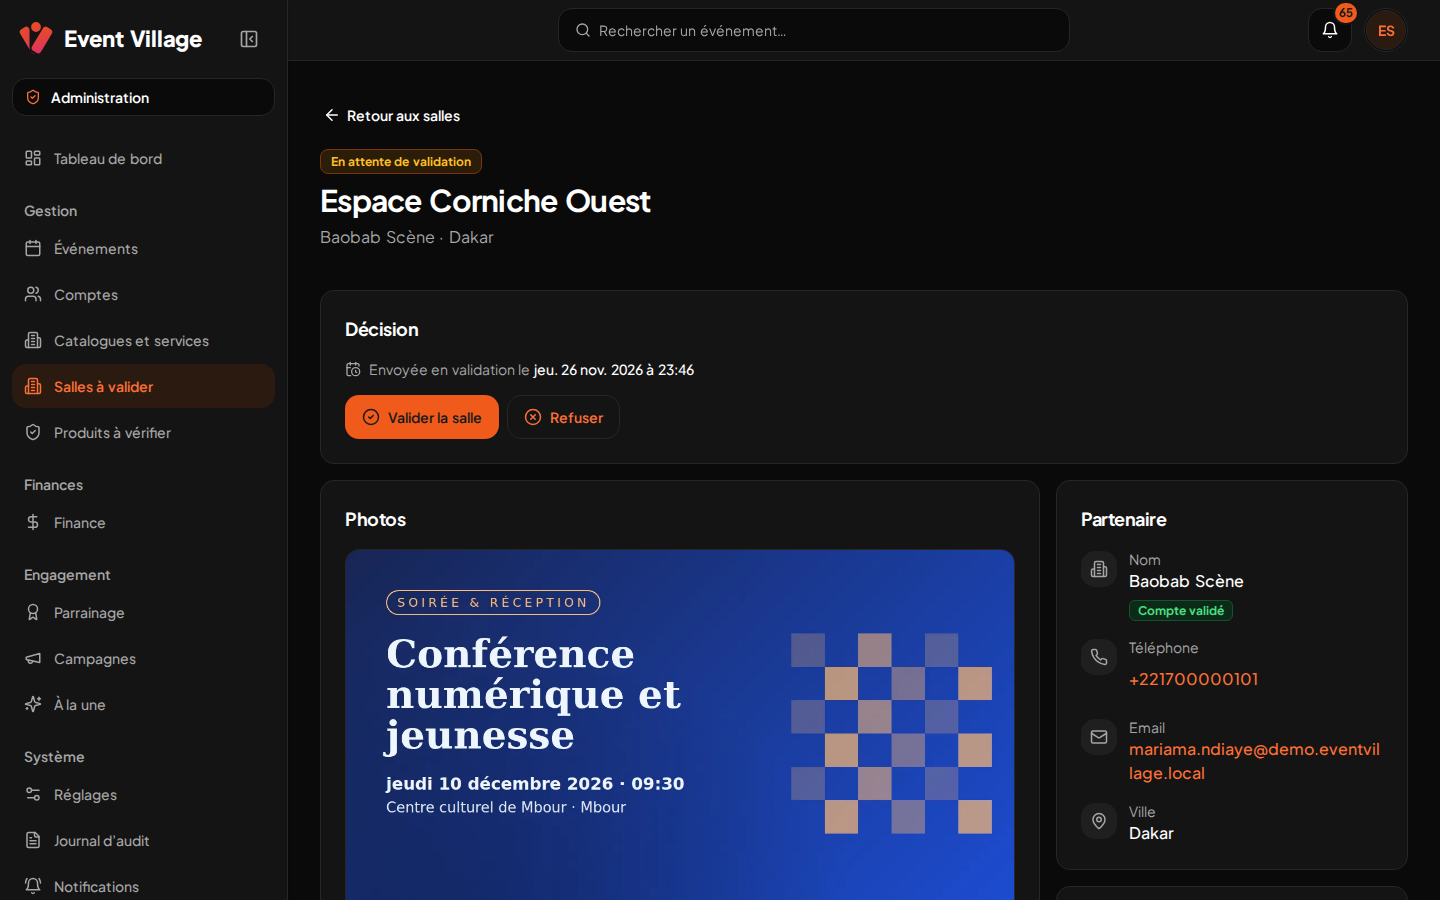 Event Village
Administration
Tableau de bord
Gestion
Événements
Comptes
Catalogues et services
Salles à valider
Produits à vérifier
Finances
Finance
Engagement
Parrainage
Campagnes
À la une
Système
Réglages
Journal d'audit
Notifications
Rechercher un événement...
65
ES
Retour aux salles
En attente de validation
Espace Corniche Ouest
Baobab Scène · Dakar
Décision
Envoyée en validation le jeu. 26 nov. 2026 à 23:46
Valider la salle
Refuser
Photos
SOIRÉE & RÉCEPTION
Conférence
numérique et
jeunesse
jeudi 10 décembre 2026 · 09:30
Centre culturel de Mbour · Mbour
Partenaire
Nom
Baobab Scène
Compte validé
Téléphone
+221700000101
Email
mariama.ndiaye@demo.eventvil
lage.local
Ville
Dakar